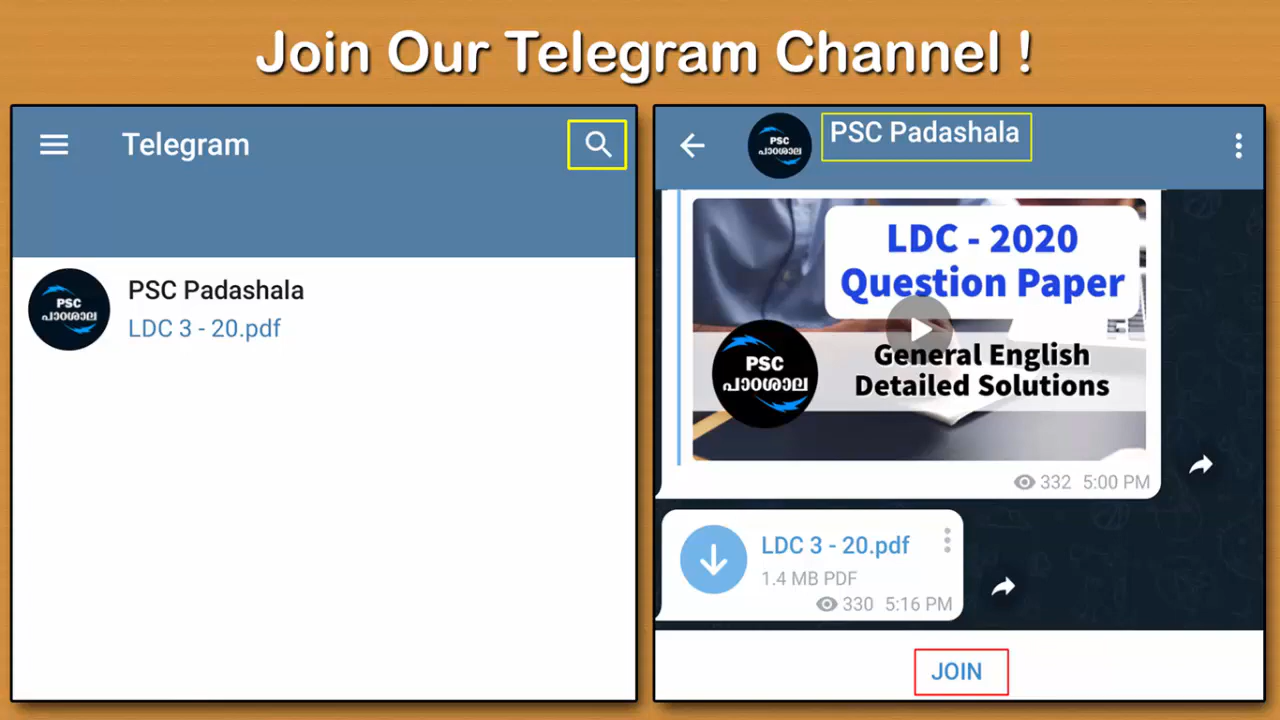 Join Our Telegram Channel !
Telegram
PSC
പാഠശാല
PSC Padashala
LDC 3 - 20.pdf
PSC
പാഠശാല
PSC Padashala
LDC - 2020
Question Paper
PSC
പാഠശാല
General English
Detailed Solutions
332 5:00 PM
LDC 3 - 20.pdf
1.4 MB PDF
330 5:16 PM
JOIN